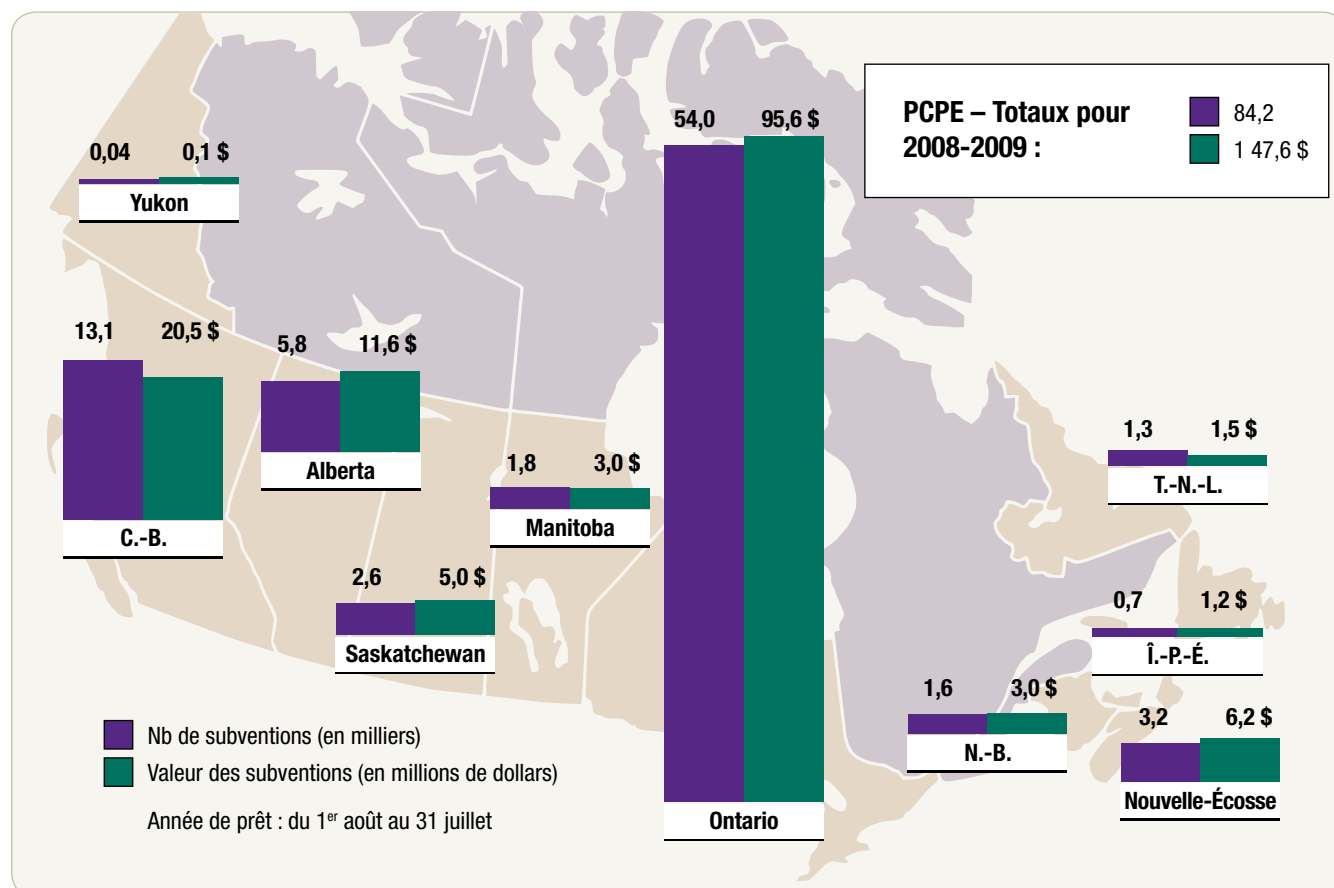 PCPE – Totaux pour
2008-2009 :
84,2
1 47,6 $
0,04 0,1 $
Yukon
13,1 20,5 $
C.-B.
5,8 11,6 $
Alberta
2,6 5,0 $
Saskatchewan
1,8 3,0 $
Manitoba
54,0 95,6 $
Ontario
1,3 1,5 $
T.-N.-L.
0,7 1,2 $
Î.-P.-É.
1,6 3,0 $
N.-B.
3,2 6,2 $
Nouvelle-Écosse
Nb de subventions (en milliers)
Valeur des subventions (en millions de dollars)
Année de prêt : du 1er août au 31 juillet